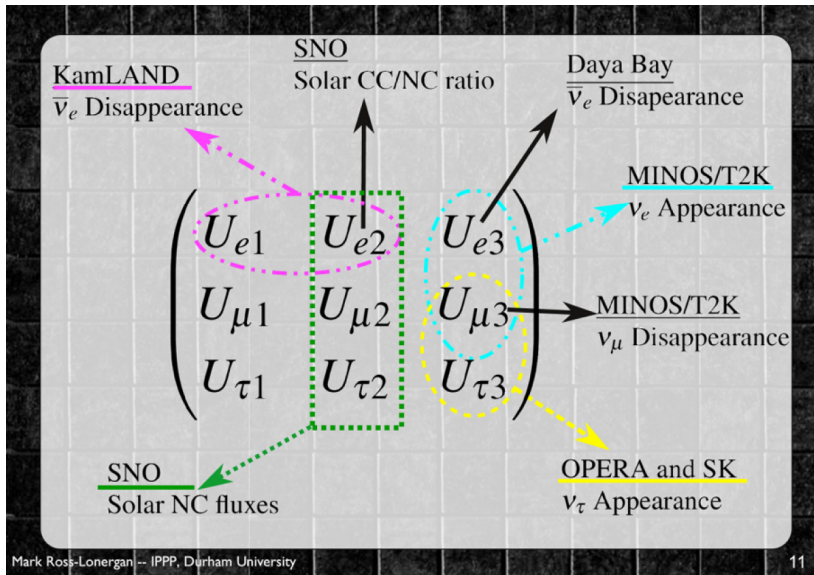 SNO
Solar CC/NC ratio
KamLAND
ν̅e Disappearance
Daya Bay
ν̅e Disapearance
MINOS/T2K
νe Appearance
Ue1 Ue2 Ue3
Uμ1 Uμ2 Uμ3
Uτ1 Uτ2 Uτ3
MINOS/T2K
νμ Disappearance
SNO
Solar NC fluxes
OPERA and SK
ντ Appearance
Mark Ross-Lonergan -- IPPP, Durham University
11